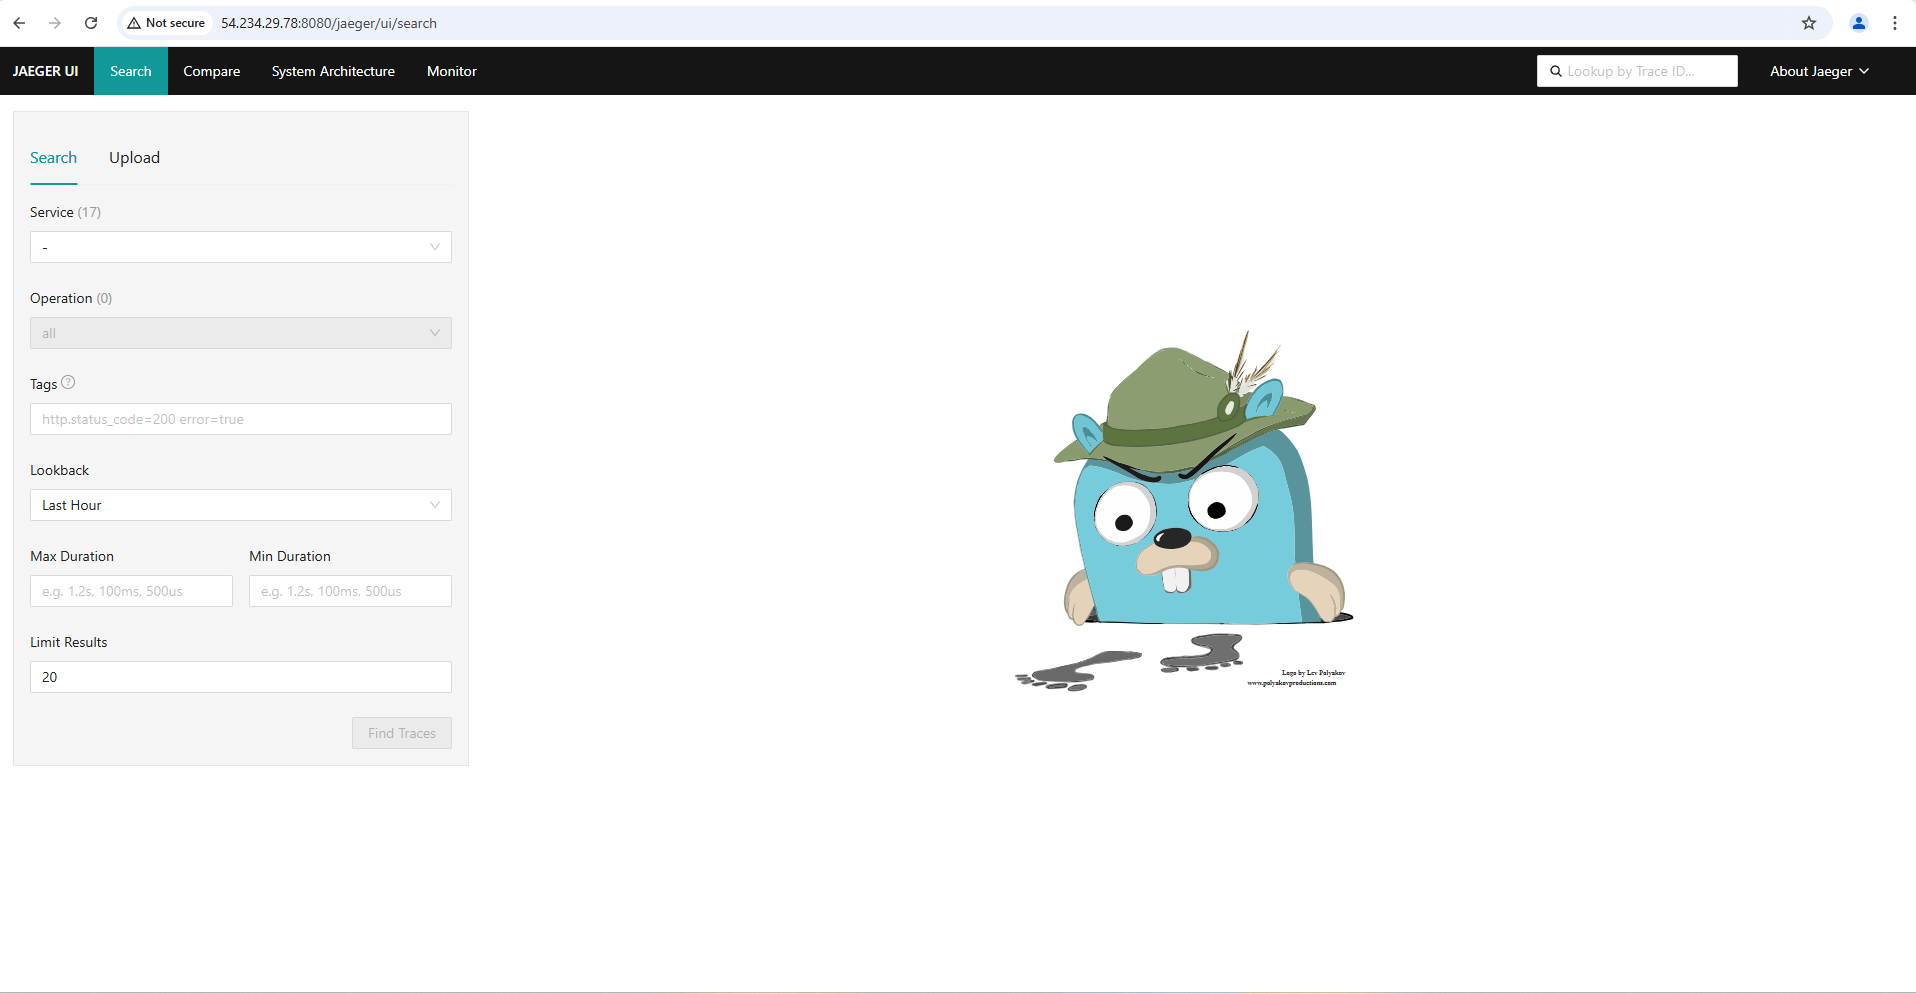 Not secure 54.234.29.78:8080/jaeger/ui/search
JAEGER UI Search Compare System Architecture Monitor Lookup by Trace ID... About Jaeger
Search Upload
Service (17)
-
Operation (0)
all
Tags ?
http.status_code=200 error=true
Lookback
Last Hour
Max Duration Min Duration
e.g. 1.2s, 100ms, 500us e.g. 1.2s, 100ms, 500us
Limit Results
20
Find Traces
Logo by Lev Polyakov
www.polyakovproductions.com